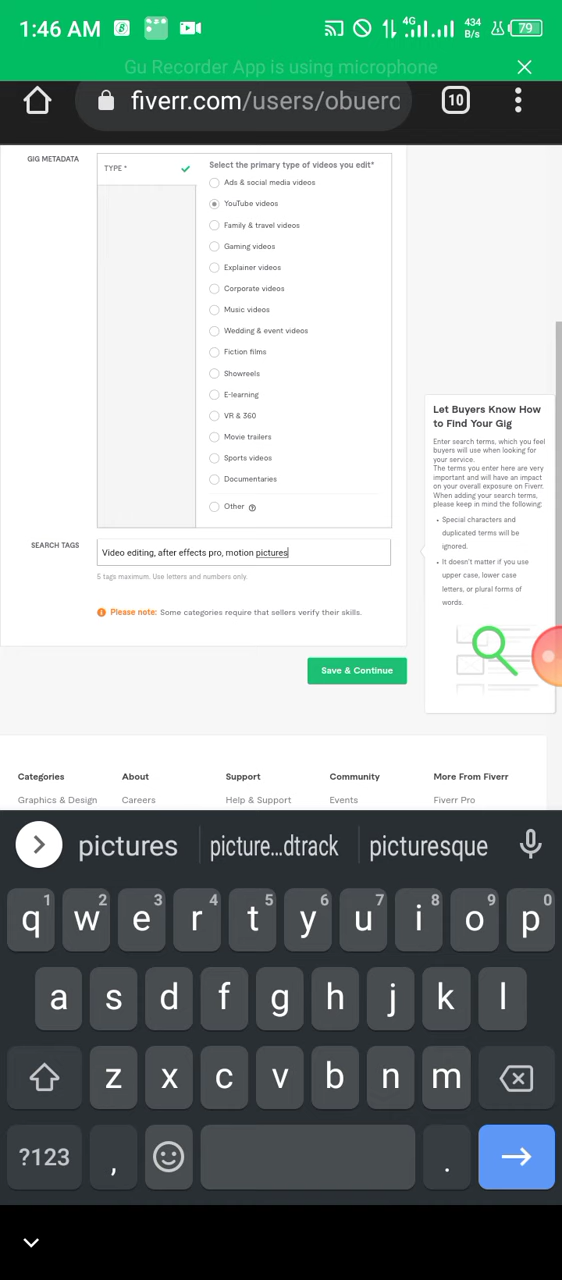 1:46 AM
4G
434
B/s
79
Gu Recorder App is using microphone
fiverr.com/users/obuerc
10
GIG METADATA
TYPE *
Select the primary type of videos you edit*
Ads & social media videos
YouTube videos
Family & travel videos
Gaming videos
Explainer videos
Corporate videos
Music videos
Wedding & event videos
Fiction films
Showreels
E-learning
VR & 360
Movie trailers
Sports videos
Documentaries
Other
Let Buyers Know How
to Find Your Gig
Enter search terms, which you feel
buyers will use when looking for
your service.
The terms you enter here are very
important and will have an impact
on your overall exposure on Fiverr.
When adding your search terms,
please keep in mind the following:
• Special characters and
duplicated terms will be
ignored.
• It doesn't matter if you use
upper case, lower case
letters, or plural forms of
words.
SEARCH TAGS
Video editing, after effects pro, motion pictures
5 tags maximum. Use letters and numbers only.
Please note: Some categories require that sellers verify their skills.
Save & Continue
Categories About Support Community More From Fiverr
Graphics & Design Careers Help & Support Events Fiverr Pro
pictures picture...dtrack picturesque
1 2 3 4 5 6 7 8 9 0
q w e r t y u i o p
a s d f g h j k l
z x c v b n m
?123 , .